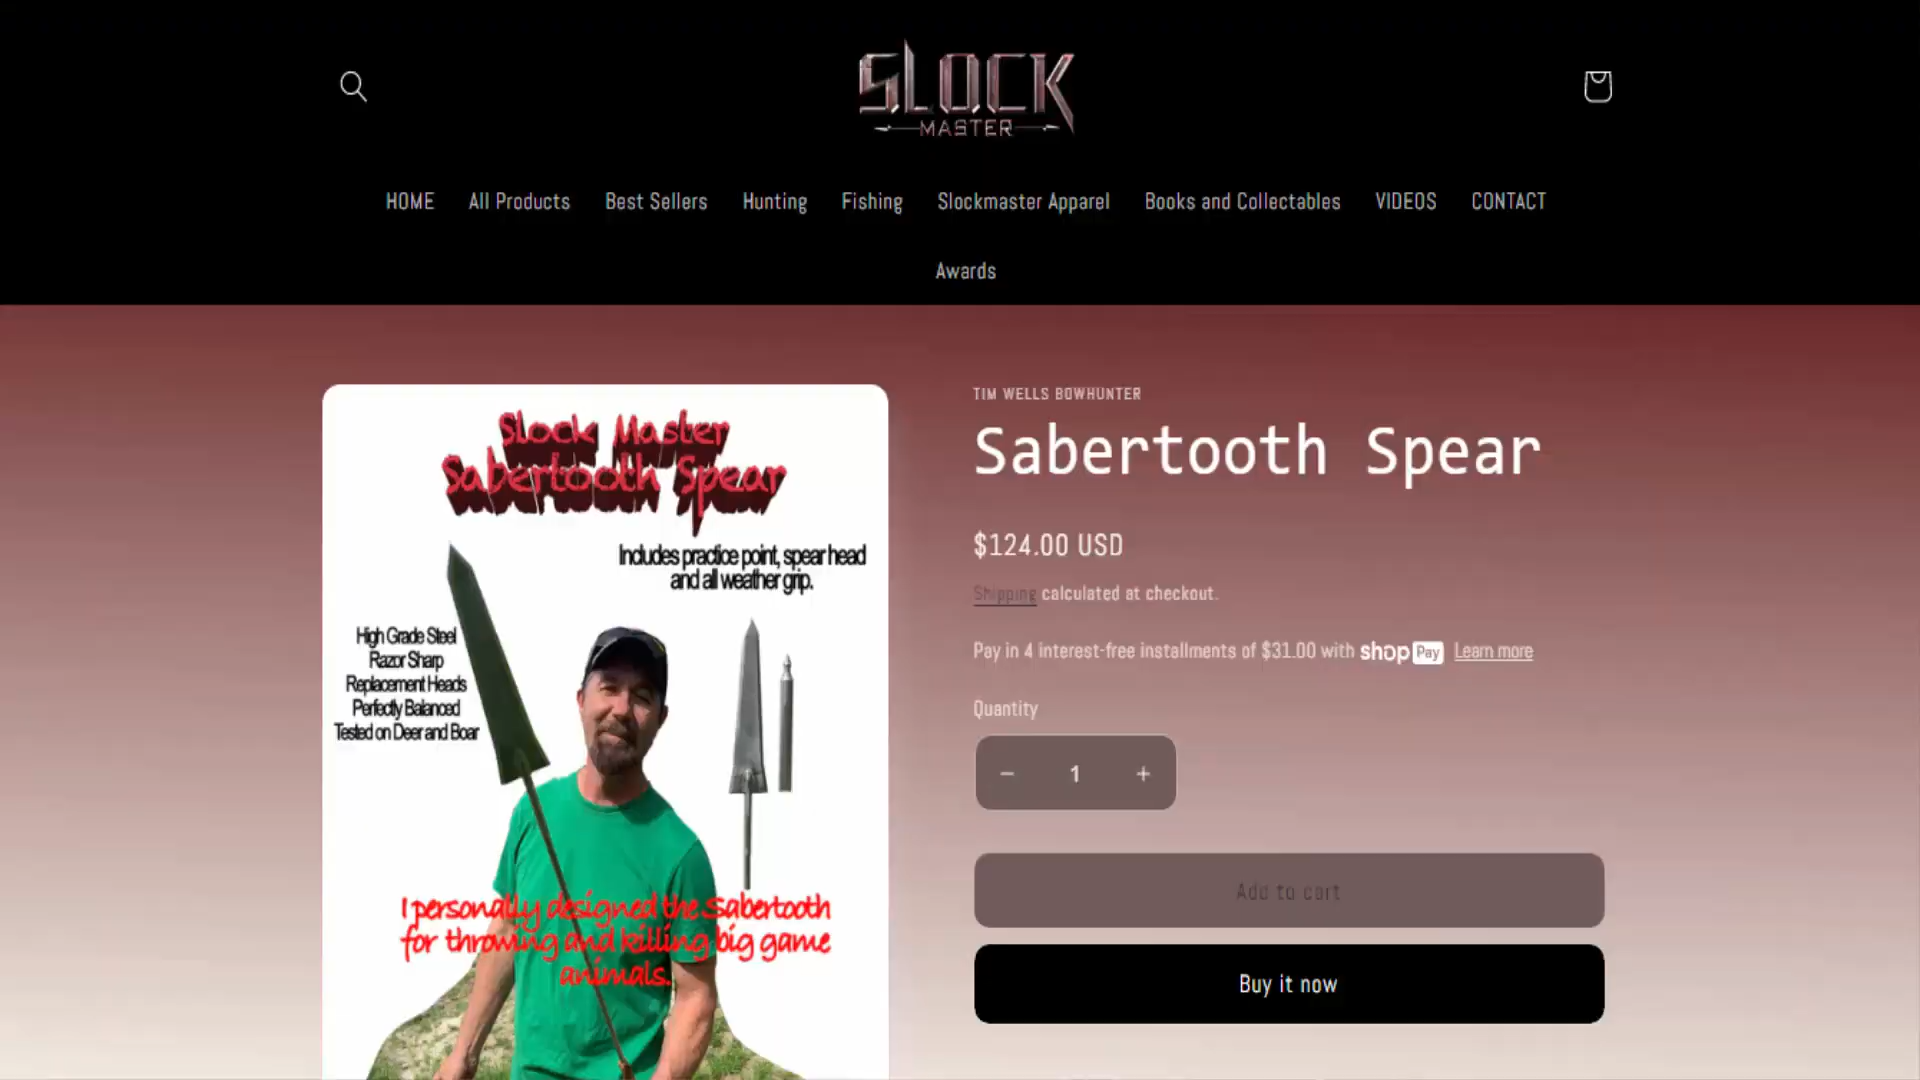 SLOCK
MASTER
HOME All Products Best Sellers Hunting Fishing Slockmaster Apparel Books and Collectables VIDEOS CONTACT
Awards
Slock Master
Sabertooth Spear
Includes practice point, spear head
and all weather grip.
High Grade Steel
Razor Sharp
Replacement Heads
Perfectly Balanced
Tested on Deer and Boar
I personally designed the Sabertooth
for throwing and killing big game
animals.
TIM WELLS BOWHUNTER
Sabertooth Spear
$124.00 USD
Shipping calculated at checkout.
Pay in 4 interest-free installments of $31.00 with shop Pay Learn more
Quantity
− 1 +
Add to cart
Buy it now